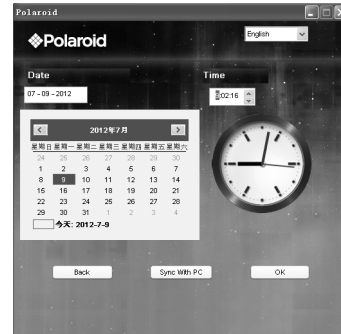 Polaroid
Polaroid
English
Date
Time
07 - 09 - 2012
:02:16
2012年7月
星期日 星期一 星期二 星期三 星期四 星期五 星期六
24 25 26 27 28 29 30
1 2 3 4 5 6 7
8 9 10 11 12 13 14
15 16 17 18 19 20 21
22 23 24 25 26 27 28
29 30 31 1 2 3 4
今天: 2012-7-9
Back
Sync With PC
OK